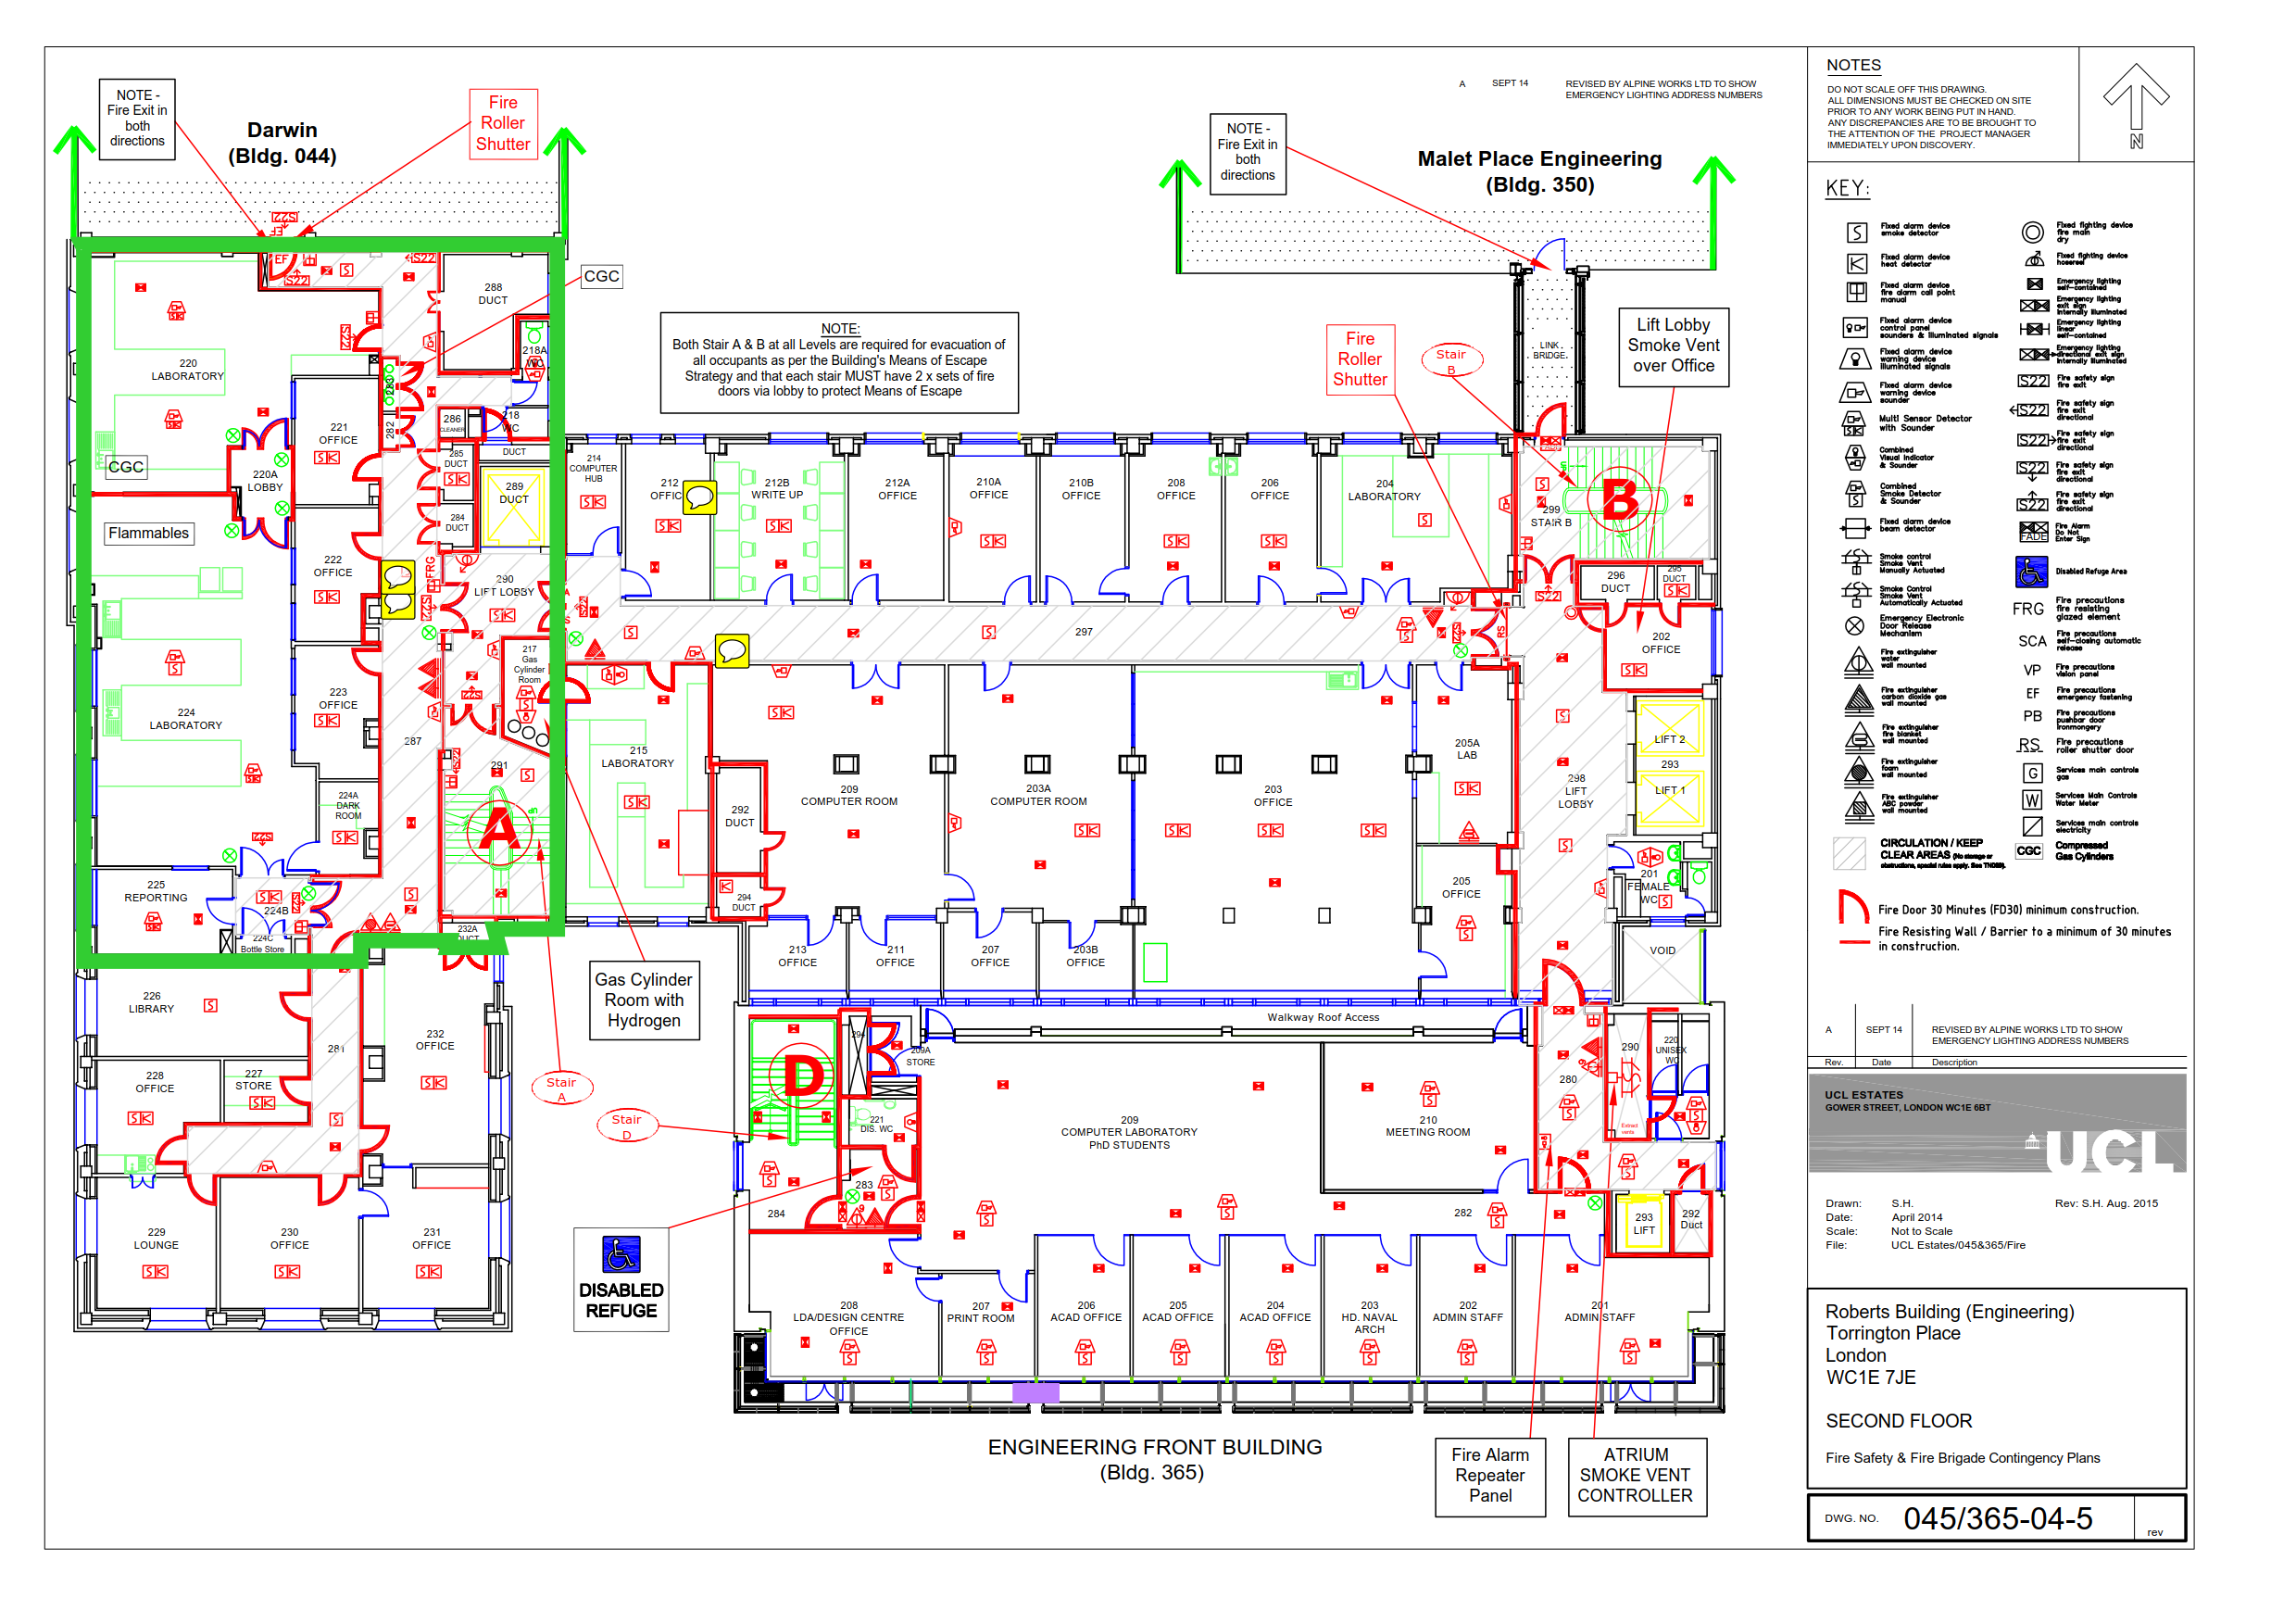 NOTE -
Fire Exit in
both
directions
Darwin
(Bldg. 044)
Fire
Roller
Shutter
A SEPT 14 REVISED BY ALPINE WORKS LTD TO SHOW
EMERGENCY LIGHTING ADDRESS NUMBERS
NOTE -
Fire Exit in
both
directions
Malet Place Engineering
(Bldg. 350)
CGC
NOTE:
Both Stair A & B at all Levels are required for evacuation of
all occupants as per the Building's Means of Escape
Strategy and that each stair MUST have 2 x sets of fire
doors via lobby to protect Means of Escape
Fire
Roller
Shutter
Stair
B
LINK
BRIDGE
Lift Lobby
Smoke Vent
over Office
EF
S22
288
DUCT
218A
WC
220
LABORATORY
283
282
286
CLEANER
218
WC
DUCT
221
OFFICE
285
DUCT
289
DUCT
284
DUCT
CGC
220A
LOBBY
Flammables
222
OFFICE
FRG
290
LIFT LOBBY
217
Gas
Cylinder
Room
223
OFFICE
224
LABORATORY
287
291
A
224A
DARK
ROOM
225
REPORTING
224B
224C
Bottle Store
232A
DUCT
214
COMPUTER
HUB
212
OFFIC
212B
WRITE UP
212A
OFFICE
210A
OFFICE
210B
OFFICE
208
OFFICE
206
OFFICE
204
LABORATORY
299
STAIR B
B
296
DUCT
295
DUCT
202
OFFICE
297
RS
215
LABORATORY
292
DUCT
294
DUCT
209
COMPUTER ROOM
203A
COMPUTER ROOM
203
OFFICE
205A
LAB
205
OFFICE
298
LIFT
LOBBY
LIFT 2
293
LIFT 1
201
FEMALE
WC
VOID
213
OFFICE
211
OFFICE
207
OFFICE
203B
OFFICE
Gas Cylinder
Room with
Hydrogen
Walkway Roof Access
226
LIBRARY
281
232
OFFICE
228
OFFICE
227
STORE
229
LOUNGE
230
OFFICE
231
OFFICE
Stair
A
Stair
D
D
209A
STORE
221
DIS. WC
283
284
DISABLED
REFUGE
209
COMPUTER LABORATORY
PhD STUDENTS
210
MEETING ROOM
280
290
Extract
vents
220
UNISEX
WC
282
293
LIFT
292
Duct
208
LDA/DESIGN CENTRE
OFFICE
207
PRINT ROOM
206
ACAD OFFICE
205
ACAD OFFICE
204
ACAD OFFICE
203
HD. NAVAL
ARCH
202
ADMIN STAFF
201
ADMIN STAFF
ENGINEERING FRONT BUILDING
(Bldg. 365)
Fire Alarm
Repeater
Panel
ATRIUM
SMOKE VENT
CONTROLLER
NOTES
DO NOT SCALE OFF THIS DRAWING.
ALL DIMENSIONS MUST BE CHECKED ON SITE
PRIOR TO ANY WORK BEING PUT IN HAND.
ANY DISCREPANCIES ARE TO BE BROUGHT TO
THE ATTENTION OF THE PROJECT MANAGER
IMMEDIATELY UPON DISCOVERY.
N
KEY:
Fixed alarm device
smoke detector
Fixed alarm device
heat detector
Fixed alarm device
fire alarm call point
manual
Fixed alarm device
control panel
sounders & illuminated signals
Fixed alarm device
warning device
illuminated signals
Fixed alarm device
warning device
sounder
Multi Sensor Detector
with Sounder
Combined
Visual Indicator
& Sounder
Combined
Smoke Detector
& Sounder
Fixed alarm device
beam detector
Smoke control
Smoke Vent
Manually Actuated
Smoke Control
Smoke Vent
Automatically Actuated
Emergency Electronic
Door Release
Mechanism
Fire extinguisher
water
wall mounted
Fire extinguisher
carbon dioxide gas
wall mounted
Fire extinguisher
fire blanket
wall mounted
Fire extinguisher
foam
wall mounted
Fire extinguisher
ABC powder
wall mounted
CIRCULATION / KEEP
CLEAR AREAS (No storage or
obstructions, special rules apply. See TN089).
Fixed fighting device
fire main
dry
Fixed fighting device
hosereel
Emergency lighting
self-contained
Emergency lighting
exit sign
internally illuminated
Emergency lighting
linear
self-contained
Emergency lighting
directional exit sign
internally illuminated
S22 Fire safety sign
fire exit
S22 Fire safety sign
fire exit
directional
S22 Fire safety sign
fire exit
directional
S22 Fire safety sign
fire exit
directional
S22 Fire safety sign
fire exit
directional
FADE Fire Alarm
Do Not
Enter Sign
Disabled Refuge Area
FRG Fire precautions
fire resisting
glazed element
SCA Fire precautions
self-closing automatic
release
VP Fire precautions
vision panel
EF Fire precautions
emergency fastening
PB Fire precautions
pushbar door
ironmongery
RS Fire precautions
roller shutter door
G Services main controls
gas
W Services Main Controls
Water Meter
Services main controls
electricity
CGC Compressed
Gas Cylinders
Fire Door 30 Minutes (FD30) minimum construction.
Fire Resisting Wall / Barrier to a minimum of 30 minutes
in construction.
A SEPT 14 REVISED BY ALPINE WORKS LTD TO SHOW
EMERGENCY LIGHTING ADDRESS NUMBERS
Rev. Date Description
UCL ESTATES
GOWER STREET, LONDON WC1E 6BT
UCL
Drawn: S.H. Rev: S.H. Aug. 2015
Date: April 2014
Scale: Not to Scale
File: UCL Estates/045&365/Fire
Roberts Building (Engineering)
Torrington Place
London
WC1E 7JE
SECOND FLOOR
Fire Safety & Fire Brigade Contingency Plans
DWG. NO. 045/365-04-5 rev